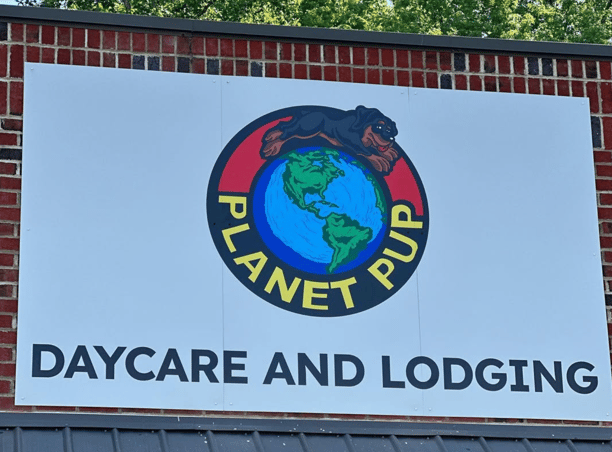 PLANET PUP
DAYCARE AND LODGING